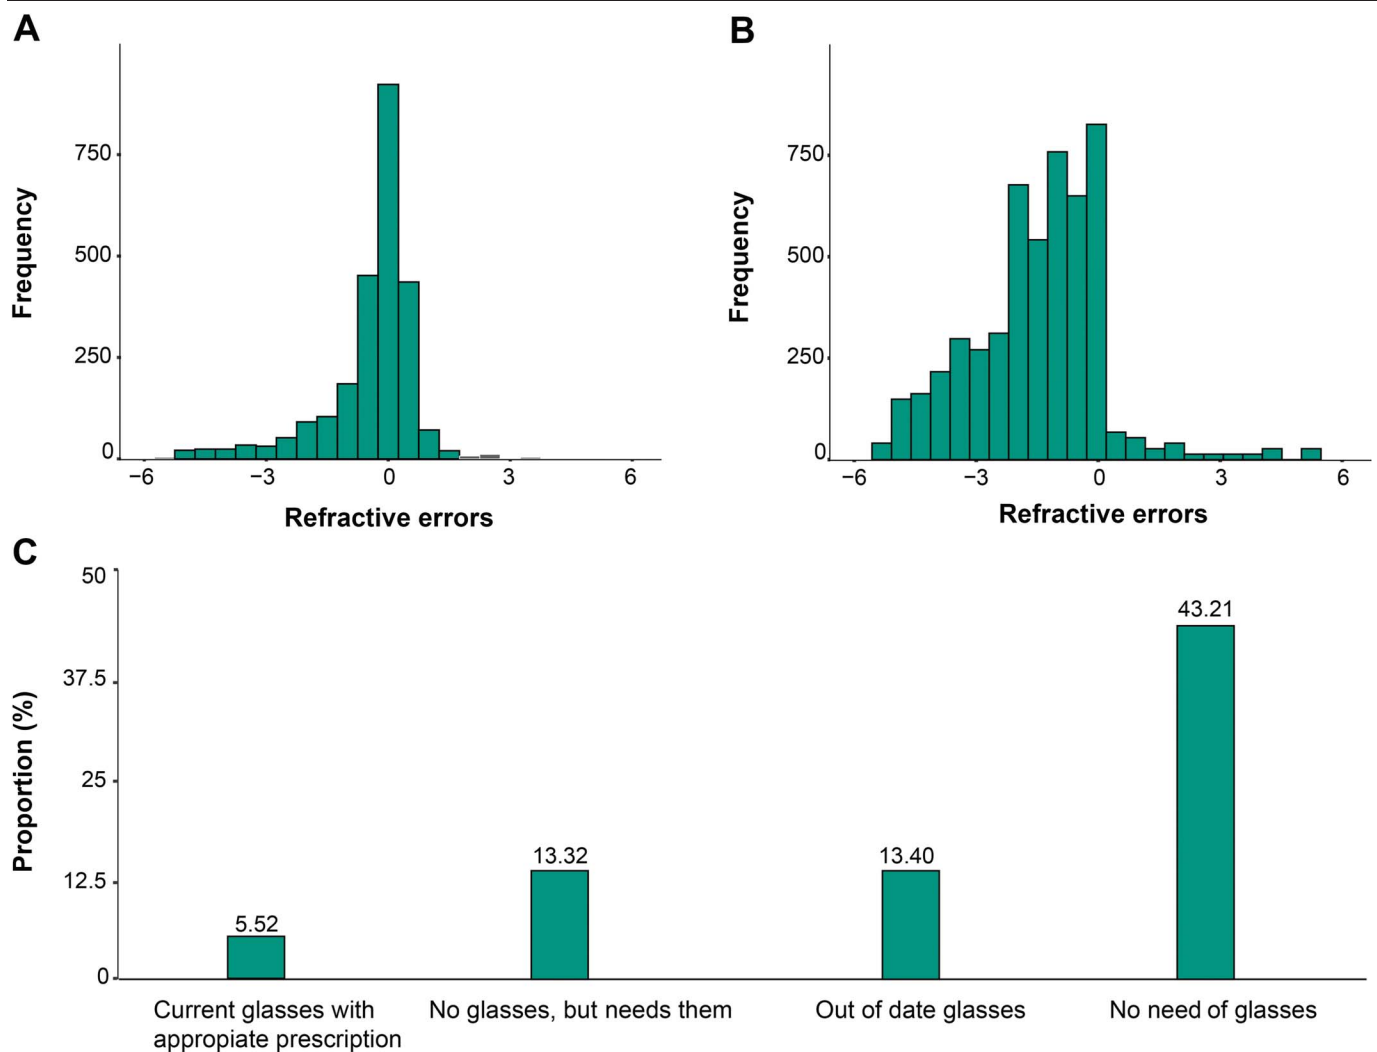 A
B
Frequency
750
500
250
0
−6
−3
0
3
6
Refractive errors
Frequency
750
500
250
0
−6
−3
0
3
6
Refractive errors
C
Proportion (%)
50
37.5
25
12.5
0
5.52
13.32
13.40
43.21
Current glasses with
appropiate prescription
No glasses, but needs them
Out of date glasses
No need of glasses